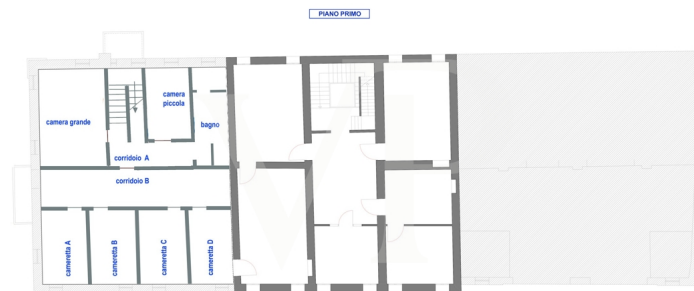 PIANO PRIMO
camera grande
camera
piccola
bagno
corridoio A
corridoio B
cameretta A
cameretta B
cameretta C
cameretta D